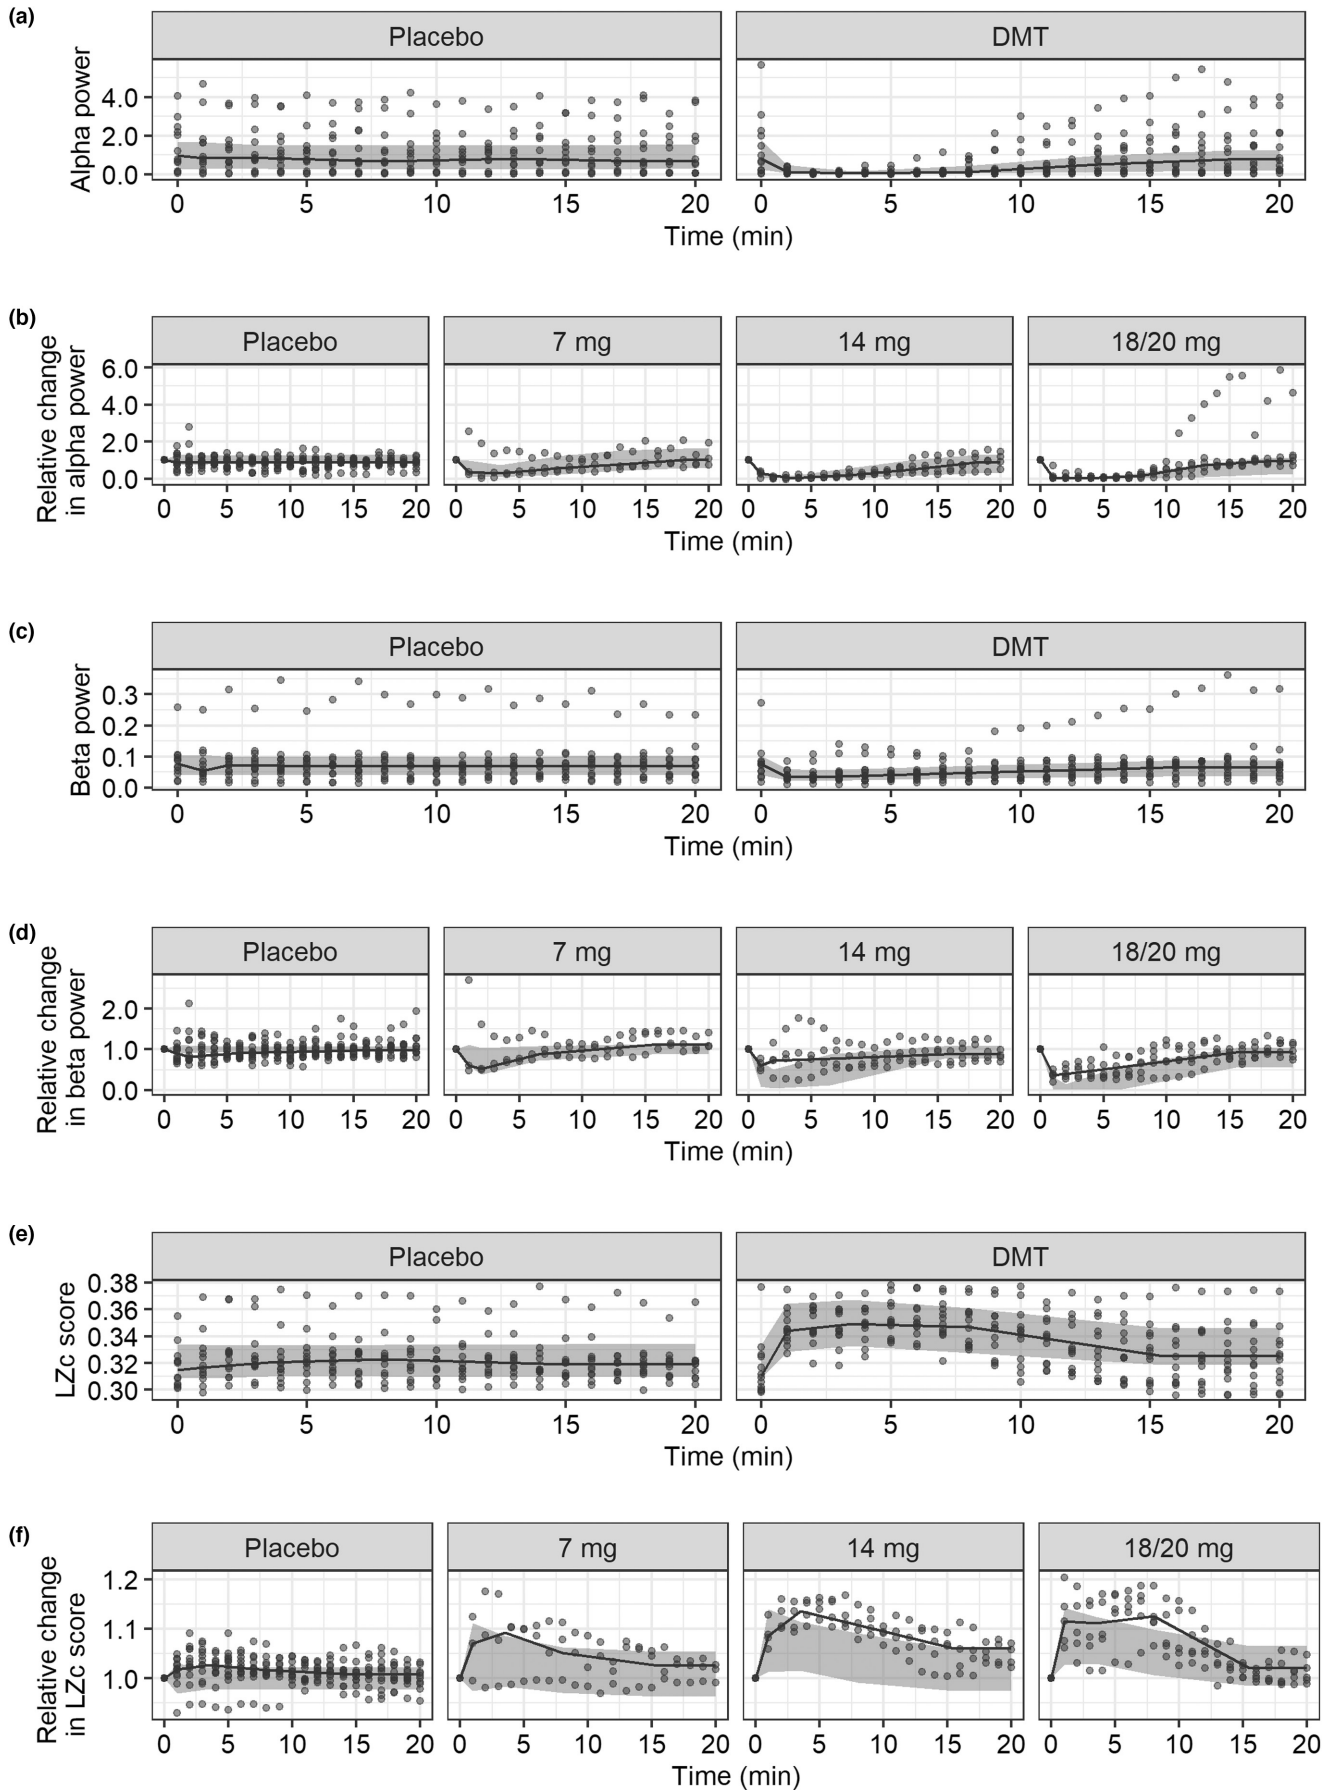 (a)
Placebo DMT
Alpha power
4.0
2.0
0.0
0 5 10 15 20 0 5 10 15 20
Time (min)
(b)
Placebo 7 mg 14 mg 18/20 mg
Relative change
in alpha power
6.0
4.0
2.0
0.0
0 5 10 15 20 0 5 10 15 20 0 5 10 15 20 0 5 10 15 20
Time (min)
(c)
Placebo DMT
Beta power
0.3
0.2
0.1
0.0
0 5 10 15 20 0 5 10 15 20
Time (min)
(d)
Placebo 7 mg 14 mg 18/20 mg
Relative change
in beta power
2.0
1.0
0.0
0 5 10 15 20 0 5 10 15 20 0 5 10 15 20 0 5 10 15 20
Time (min)
(e)
Placebo DMT
LZc score
0.38
0.36
0.34
0.32
0.30
0 5 10 15 20 0 5 10 15 20
Time (min)
(f)
Placebo 7 mg 14 mg 18/20 mg
Relative change
in LZc score
1.2
1.1
1.0
0 5 10 15 20 0 5 10 15 20 0 5 10 15 20 0 5 10 15 20
Time (min)